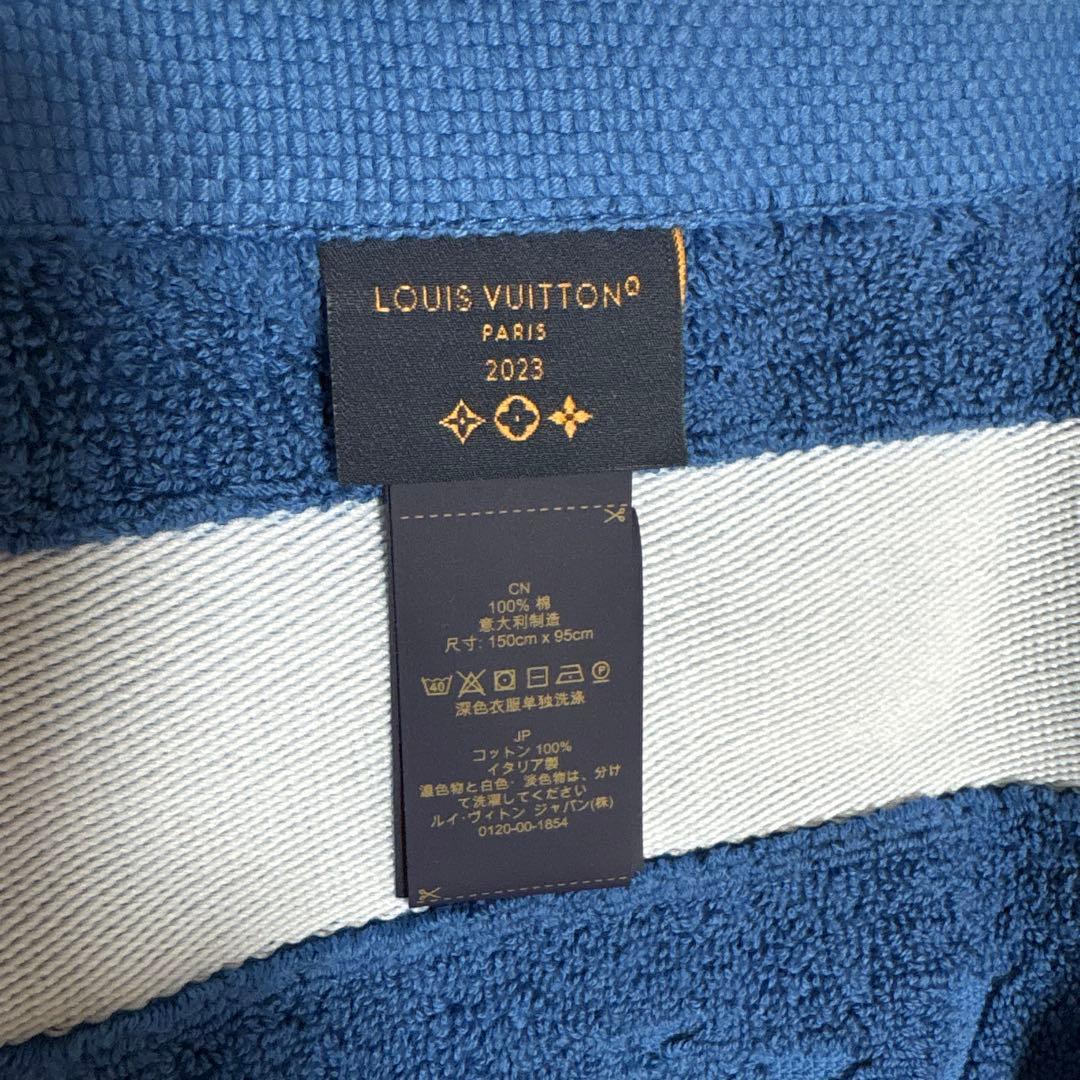 LOUIS VUITTON
PARIS
2023
CN
100% 棉
意大利制造
尺寸: 150cm x 95cm
40 P
深色衣服单独洗涤
JP
コットン 100%
イタリア製
濃色物と白色・淡色物は、分け
て洗濯してください
ルイ・ヴィトン ジャパン(株)
0120-00-1854